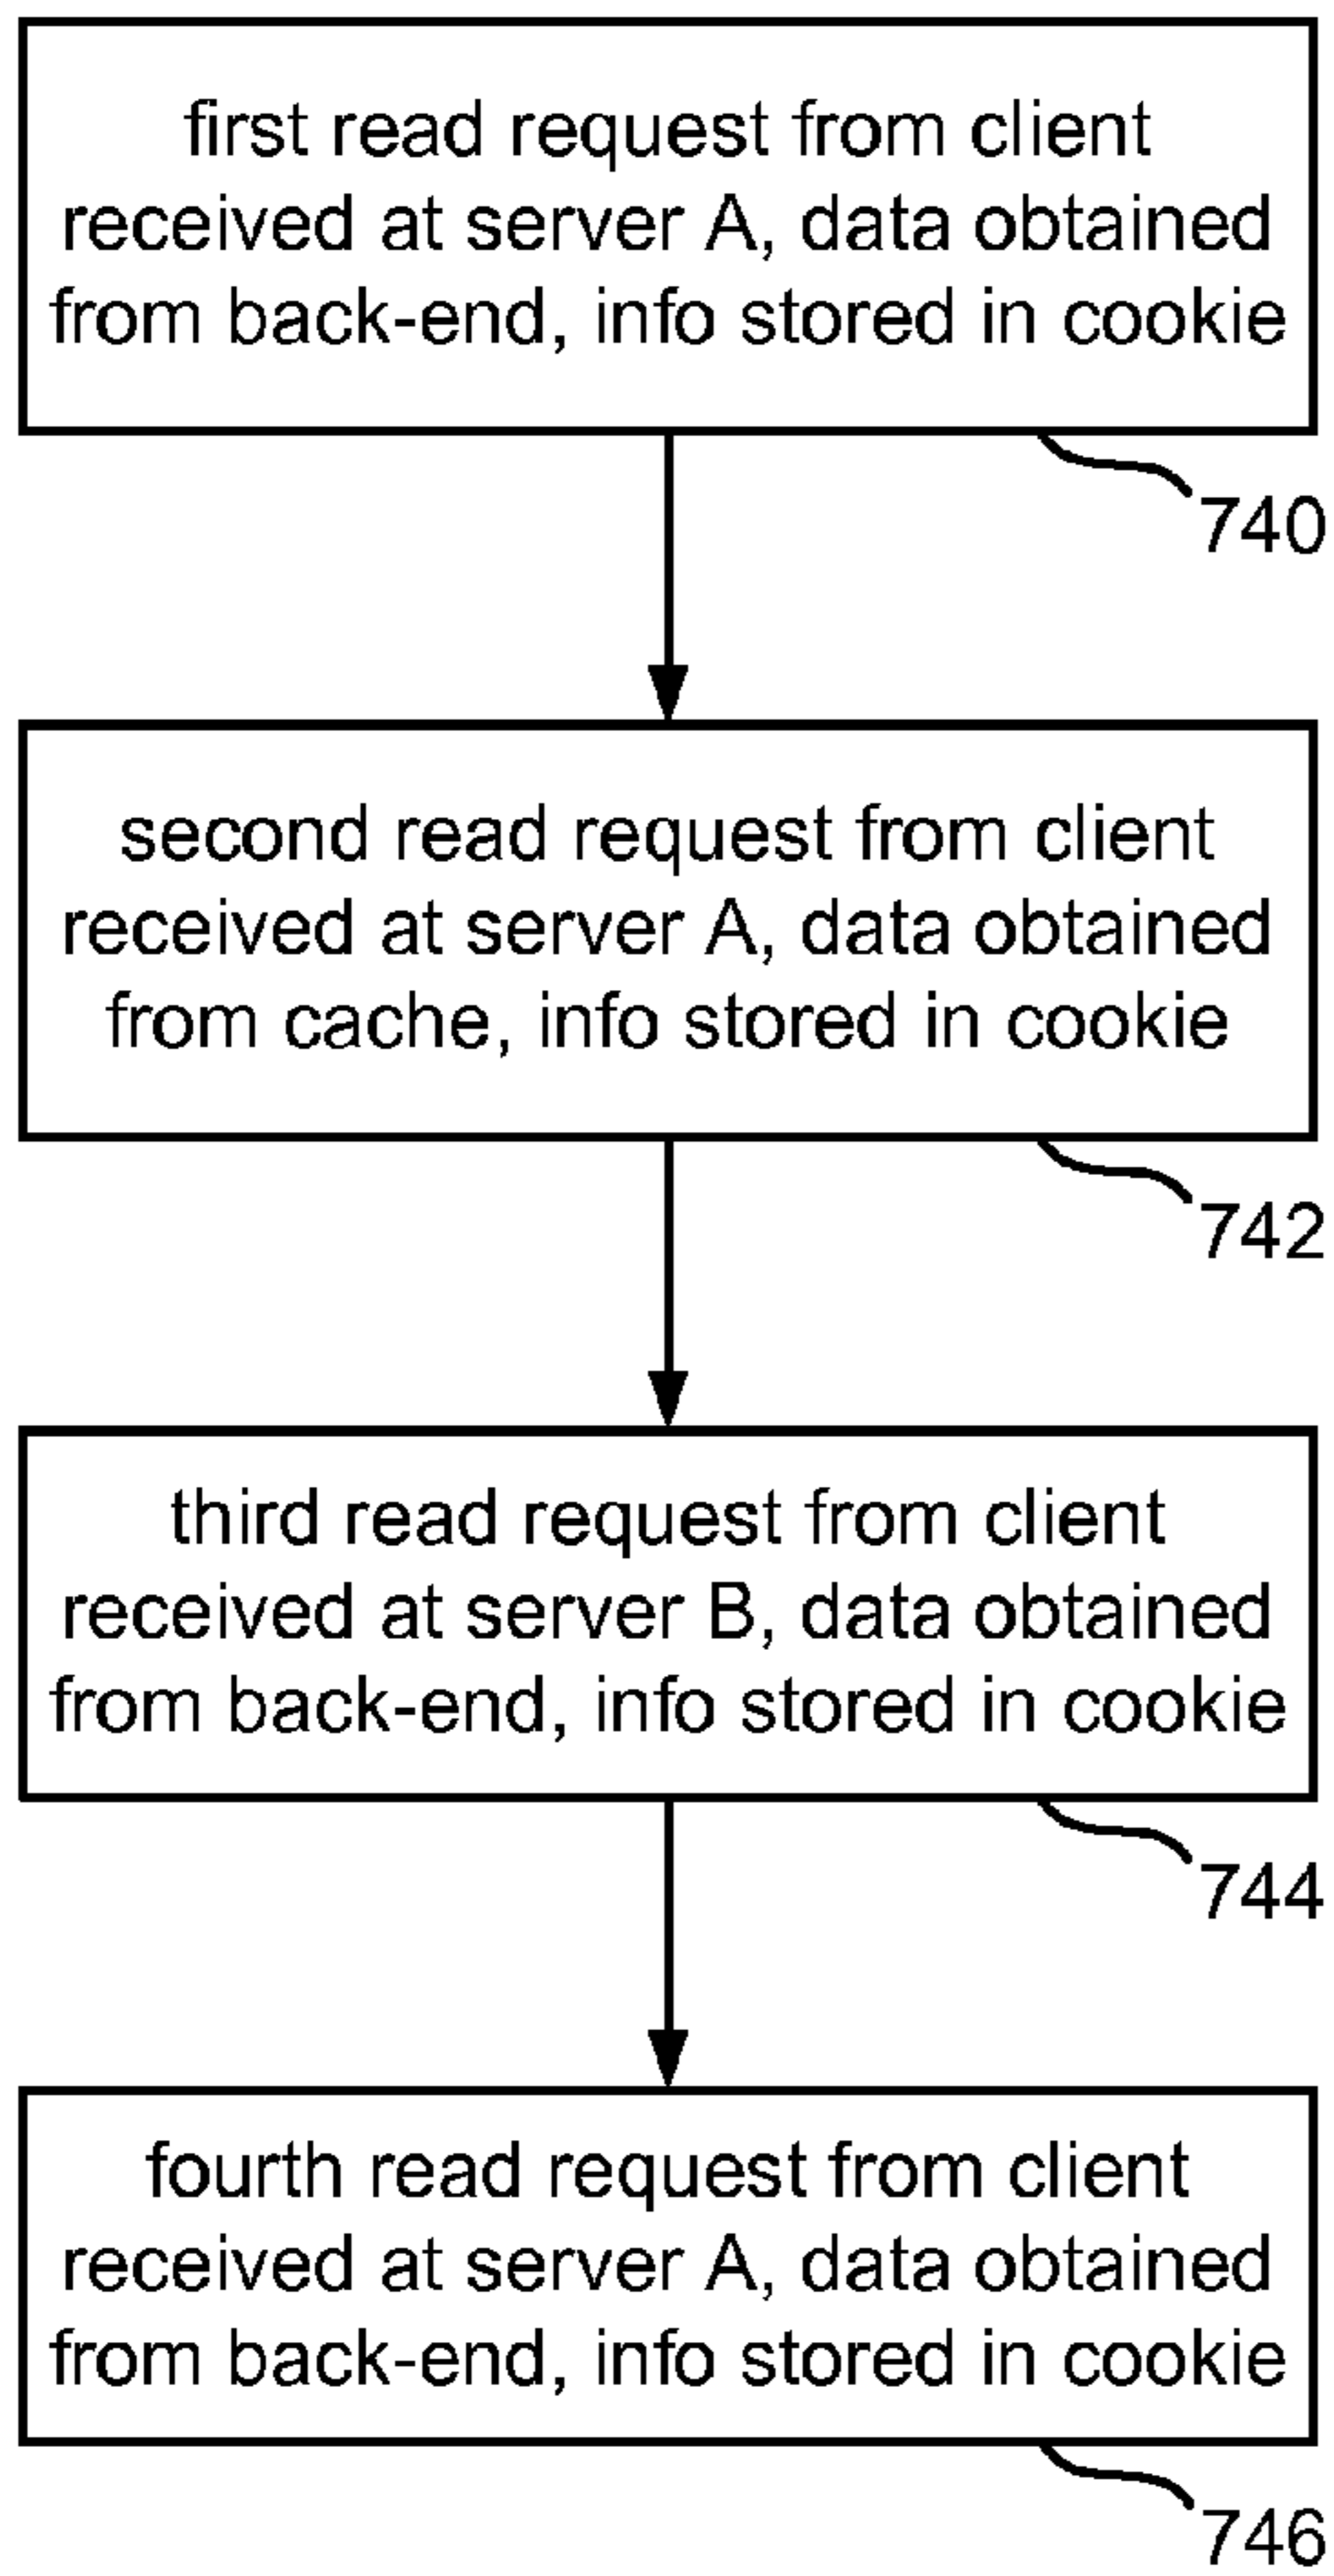 first read request from client
received at server A, data obtained
from back-end, info stored in cookie
740
second read request from client
received at server A, data obtained
from cache, info stored in cookie
742
third read request from client
received at server B, data obtained
from back-end, info stored in cookie
744
fourth read request from client
received at server A, data obtained
from back-end, info stored in cookie
746